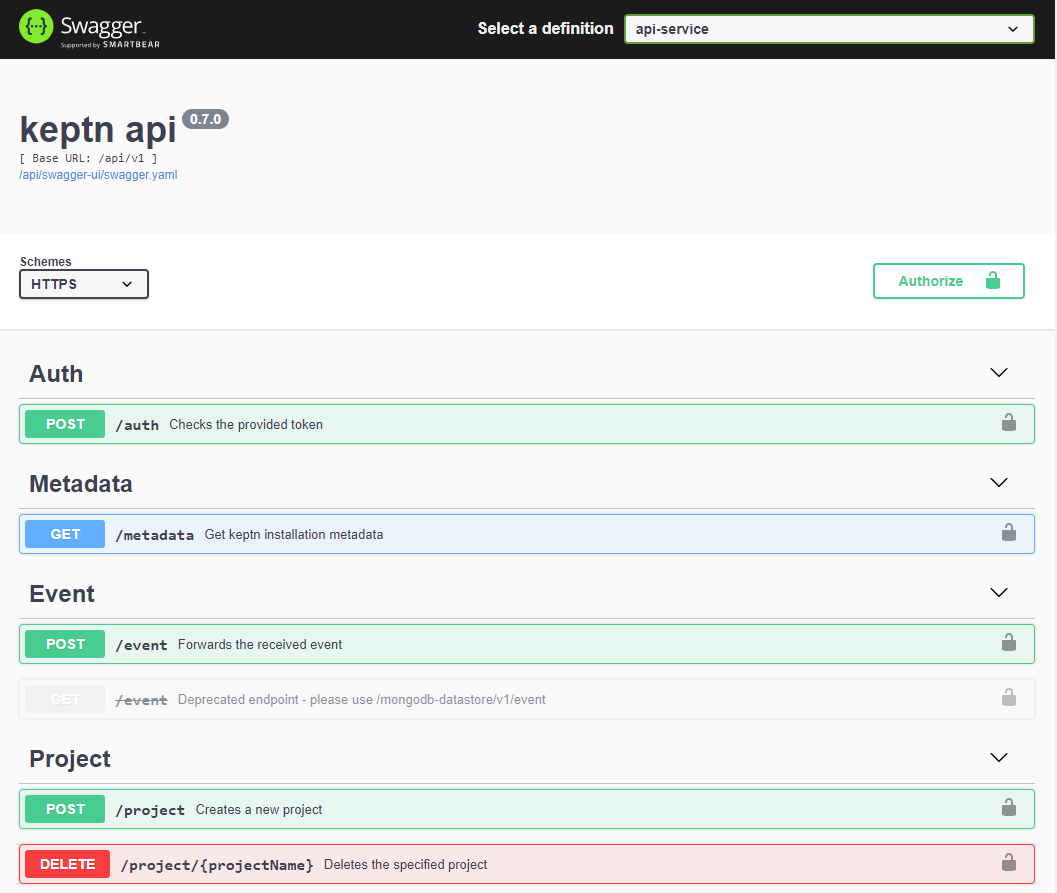 Swagger
Supported by SMARTBEAR
Select a definition
api-service
keptn api 0.7.0
[ Base URL: /api/v1 ]
/api/swagger-ui/swagger.yaml
Schemes
HTTPS
Authorize
Auth
POST /auth Checks the provided token
Metadata
GET /metadata Get keptn installation metadata
Event
POST /event Forwards the received event
GET /event Deprecated endpoint - please use /mongodb-datastore/v1/event
Project
POST /project Creates a new project
DELETE /project/{projectName} Deletes the specified project